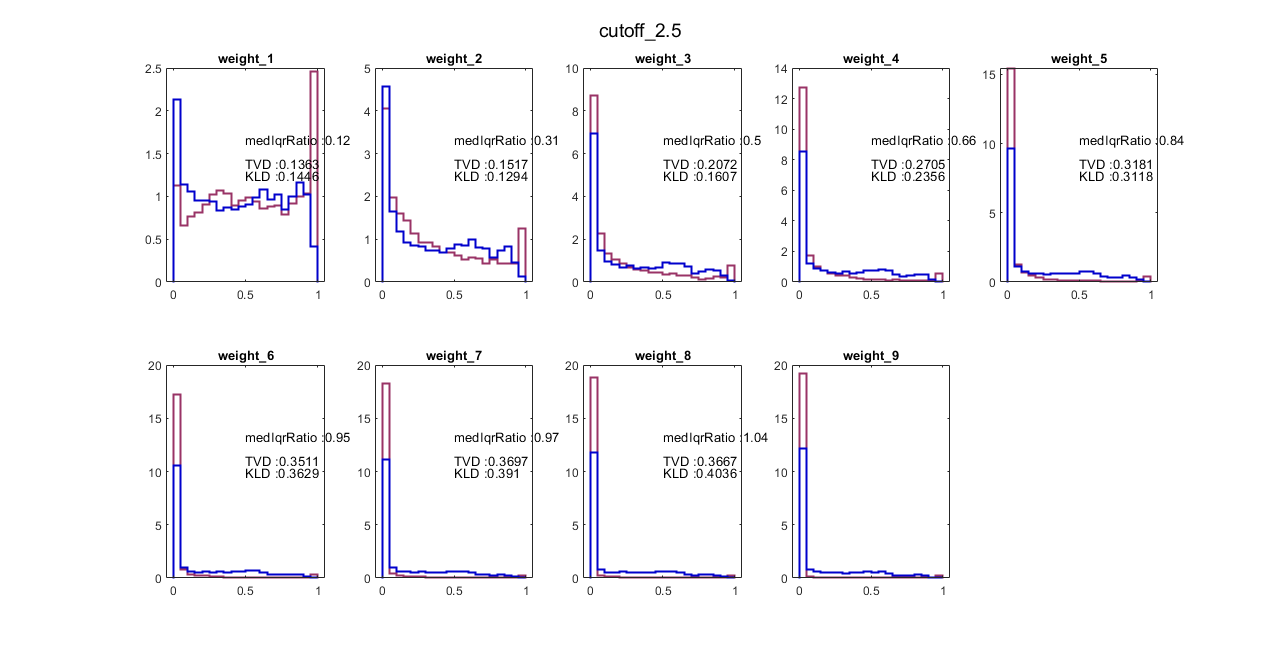 cutoff_2.5
weight_1
2.5
2
1.5
1
0.5
0
0 0.5 1
medIqrRatio :0.12
TVD :0.1363
KLD :0.1446
weight_2
5
4
3
2
1
0
0 0.5 1
medIqrRatio :0.31
TVD :0.1517
KLD :0.1294
weight_3
10
8
6
4
2
0
0 0.5 1
medIqrRatio :0.5
TVD :0.2072
KLD :0.1607
weight_4
14
12
10
8
6
4
2
0
0 0.5 1
medIqrRatio :0.66
TVD :0.2705
KLD :0.2356
weight_5
15
10
5
0
0 0.5 1
medIqrRatio :0.84
TVD :0.3181
KLD :0.3118
weight_6
20
15
10
5
0
0 0.5 1
medIqrRatio :0.95
TVD :0.3511
KLD :0.3629
weight_7
20
15
10
5
0
0 0.5 1
medIqrRatio :0.97
TVD :0.3697
KLD :0.391
weight_8
20
15
10
5
0
0 0.5 1
medIqrRatio :1.04
TVD :0.3667
KLD :0.4036
weight_9
20
15
10
5
0
0 0.5 1